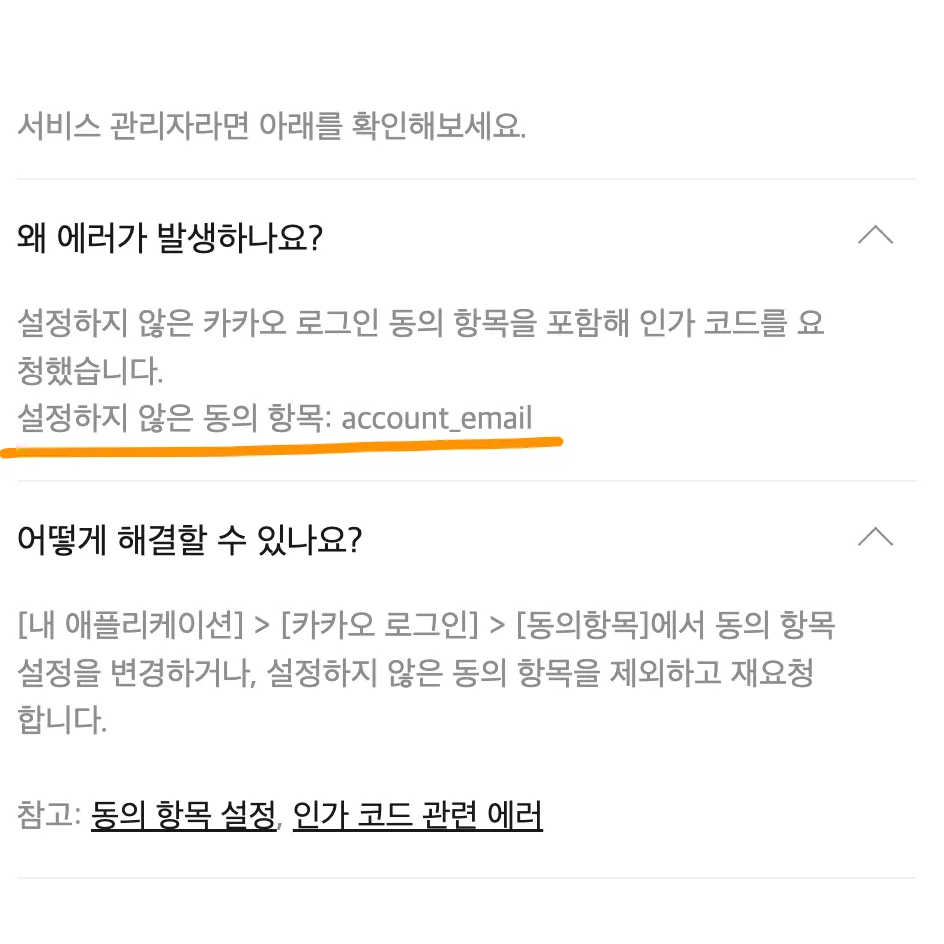 서비스 관리자라면 아래를 확인해보세요.
왜 에러가 발생하나요?
설정하지 않은 카카오 로그인 동의 항목을 포함해 인가 코드를 요
청했습니다.
설정하지 않은 동의 항목: account_email
어떻게 해결할 수 있나요?
[내 애플리케이션] > [카카오 로그인] > [동의항목]에서 동의 항목
설정을 변경하거나, 설정하지 않은 동의 항목을 제외하고 재요청
합니다.
참고: 동의 항목 설정, 인가 코드 관련 에러